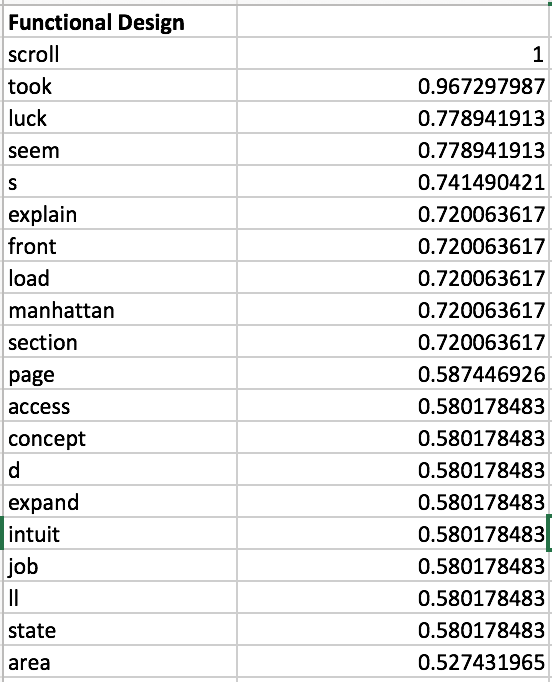 Functional Design
scroll 1
took 0.967297987
luck 0.778941913
seem 0.778941913
s 0.741490421
explain 0.720063617
front 0.720063617
load 0.720063617
manhattan 0.720063617
section 0.720063617
page 0.587446926
access 0.580178483
concept 0.580178483
d 0.580178483
expand 0.580178483
intuit 0.580178483
job 0.580178483
ll 0.580178483
state 0.580178483
area 0.527431965